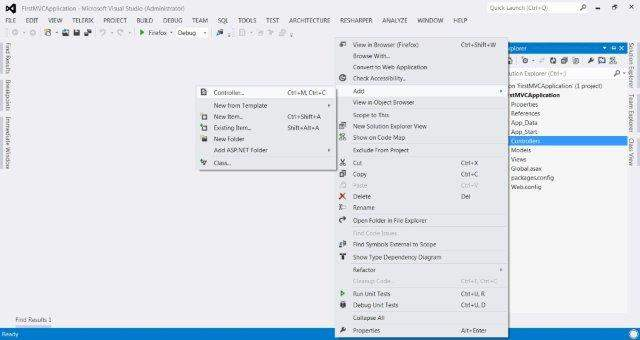 FirstMVCApplication - Microsoft Visual Studio (Administrator)
Quick Launch (Ctrl+Q)
FILE EDIT VIEW TELERIK PROJECT BUILD DEBUG TEAM SQL TOOLS TEST ARCHITECTURE RESHARPER ANALYZE WINDOW HELP
Firefox Debug
Find Results
Breakpoints
Immediate Window
Controller... Ctrl+M, Ctrl+C
New from Template
New Item... Ctrl+Shift+A
Existing Item... Shift+Alt+A
New Folder
Add ASP.NET Folder
Class...
View in Browser (Firefox) Ctrl+Shift+W
Browse With...
Convert to Web Application
Check Accessibility...
Add
View in Object Browser
Scope to This
New Solution Explorer View
Show on Code Map
Exclude From Project
Cut Ctrl+X
Copy Ctrl+C
Paste Ctrl+V
Delete Del
Rename
Open Folder in File Explorer
Find Code Issues
Find Symbols External to Scope
Show Type Dependency Diagram
Refactor
Cleanup Code... Ctrl+E, Ctrl+C
Run Unit Tests Ctrl+U, R
Debug Unit Tests Ctrl+U, D
Collapse All
Properties Alt+Enter
Explorer
ution Explorer (Ctrl+;)
ion 'FirstMVCApplication' (1 project)
rstMVCApplication
Properties
References
App_Data
App_Start
Controllers
Models
Views
Global.asax
packages.config
Web.config
Solution Explorer
Team Explorer
Class View
Find Results 1
Ready